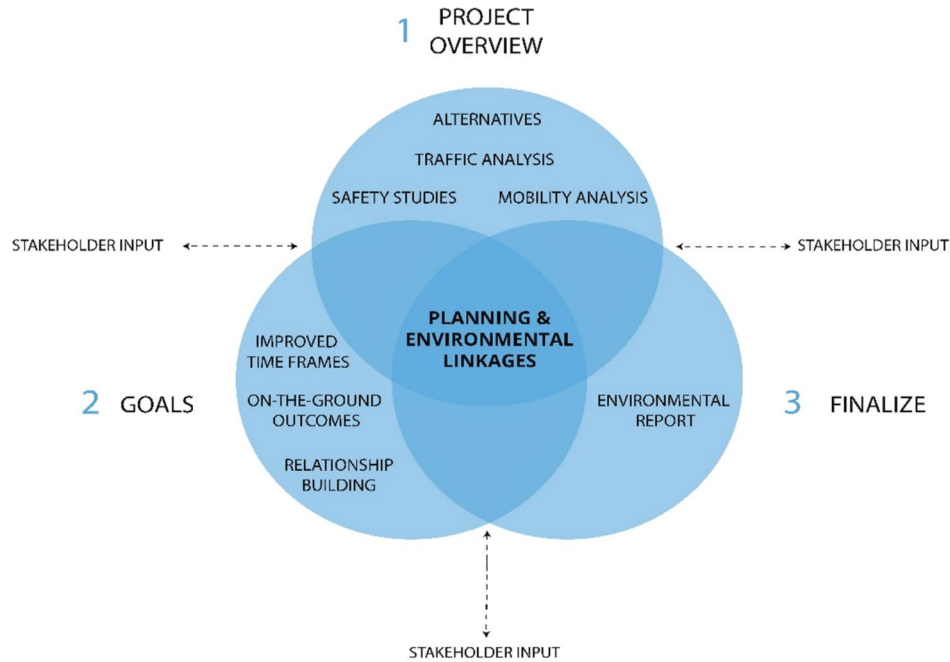 1 PROJECT
OVERVIEW
ALTERNATIVES
TRAFFIC ANALYSIS
SAFETY STUDIES
MOBILITY ANALYSIS
STAKEHOLDER INPUT
STAKEHOLDER INPUT
PLANNING &
ENVIRONMENTAL
LINKAGES
IMPROVED
TIME FRAMES
2 GOALS
ON-THE-GROUND
OUTCOMES
RELATIONSHIP
BUILDING
ENVIRONMENTAL
REPORT
3 FINALIZE
STAKEHOLDER INPUT